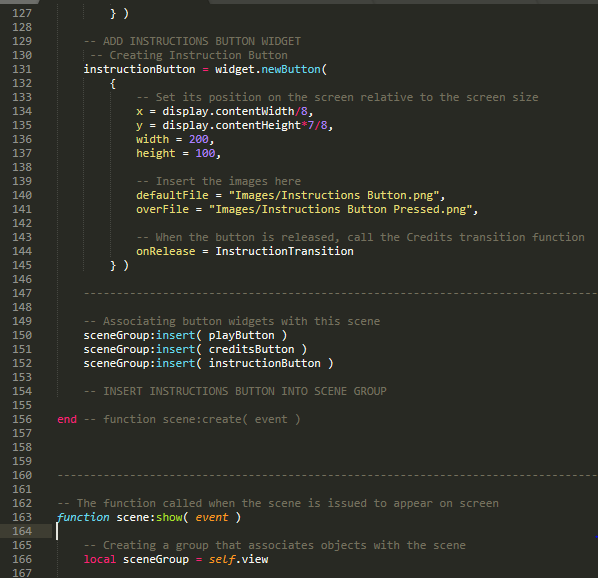 127 } )
128
129 -- ADD INSTRUCTIONS BUTTON WIDGET
130 -- Creating Instruction Button
131 instructionButton = widget.newButton(
132 {
133 -- Set its position on the screen relative to the screen size
134 x = display.contentWidth/8,
135 y = display.contentHeight*7/8,
136 width = 200,
137 height = 100,
138
139 -- Insert the images here
140 defaultFile = "Images/Instructions Button.png",
141 overFile = "Images/Instructions Button Pressed.png",
142
143 -- When the button is released, call the Credits transition function
144 onRelease = InstructionTransition
145 } )
146
147 --------------------------------------------------------------------------------
148
149 -- Associating button widgets with this scene
150 sceneGroup:insert( playButton )
151 sceneGroup:insert( creditsButton )
152 sceneGroup:insert( instructionButton )
153
154 -- INSERT INSTRUCTIONS BUTTON INTO SCENE GROUP
155
156 end -- function scene:create( event )
157
158
159
160 --------------------------------------------------------------------------------
161
162 -- The function called when the scene is issued to appear on screen
163 function scene:show( event )
164
165 -- Creating a group that associates objects with the scene
166 local sceneGroup = self.view
167